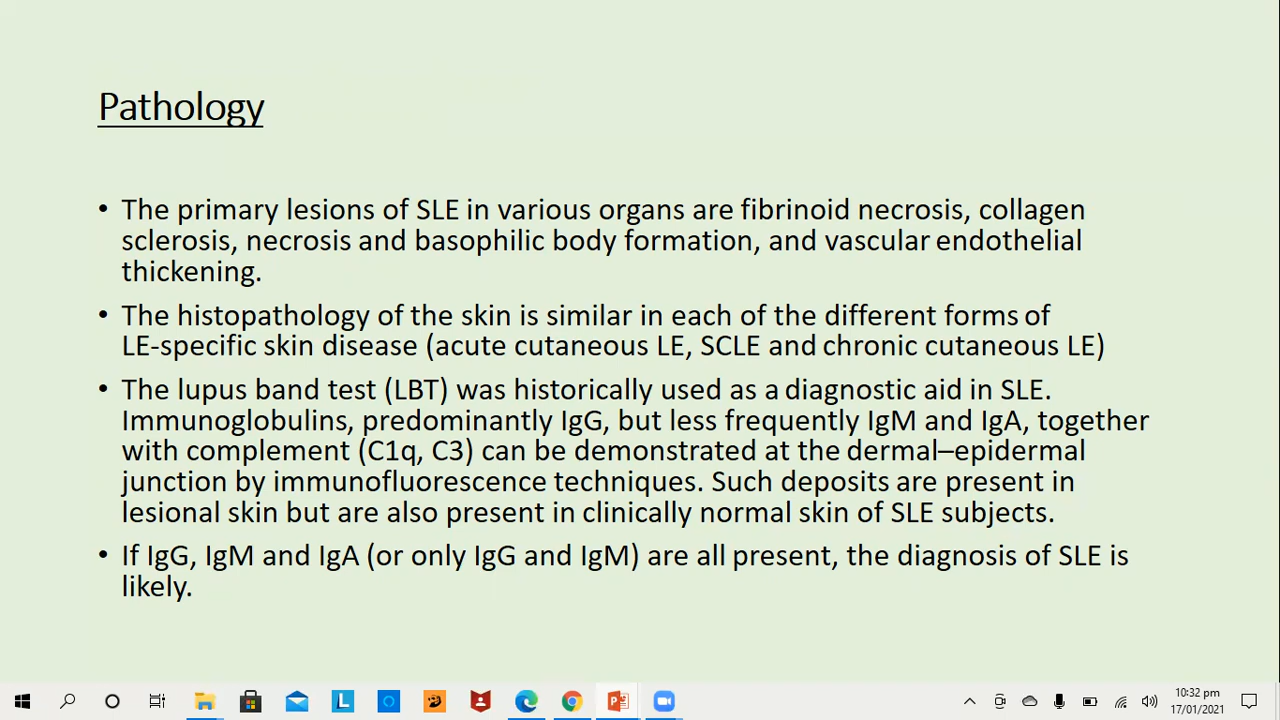 Pathology
• The primary lesions of SLE in various organs are fibrinoid necrosis, collagen
sclerosis, necrosis and basophilic body formation, and vascular endothelial
thickening.
• The histopathology of the skin is similar in each of the different forms of
LE-specific skin disease (acute cutaneous LE, SCLE and chronic cutaneous LE)
• The lupus band test (LBT) was historically used as a diagnostic aid in SLE.
Immunoglobulins, predominantly IgG, but less frequently IgM and IgA, together
with complement (C1q, C3) can be demonstrated at the dermal–epidermal
junction by immunofluorescence techniques. Such deposits are present in
lesional skin but are also present in clinically normal skin of SLE subjects.
• If IgG, IgM and IgA (or only IgG and IgM) are all present, the diagnosis of SLE is
likely.
L
10:32 pm
17/01/2021